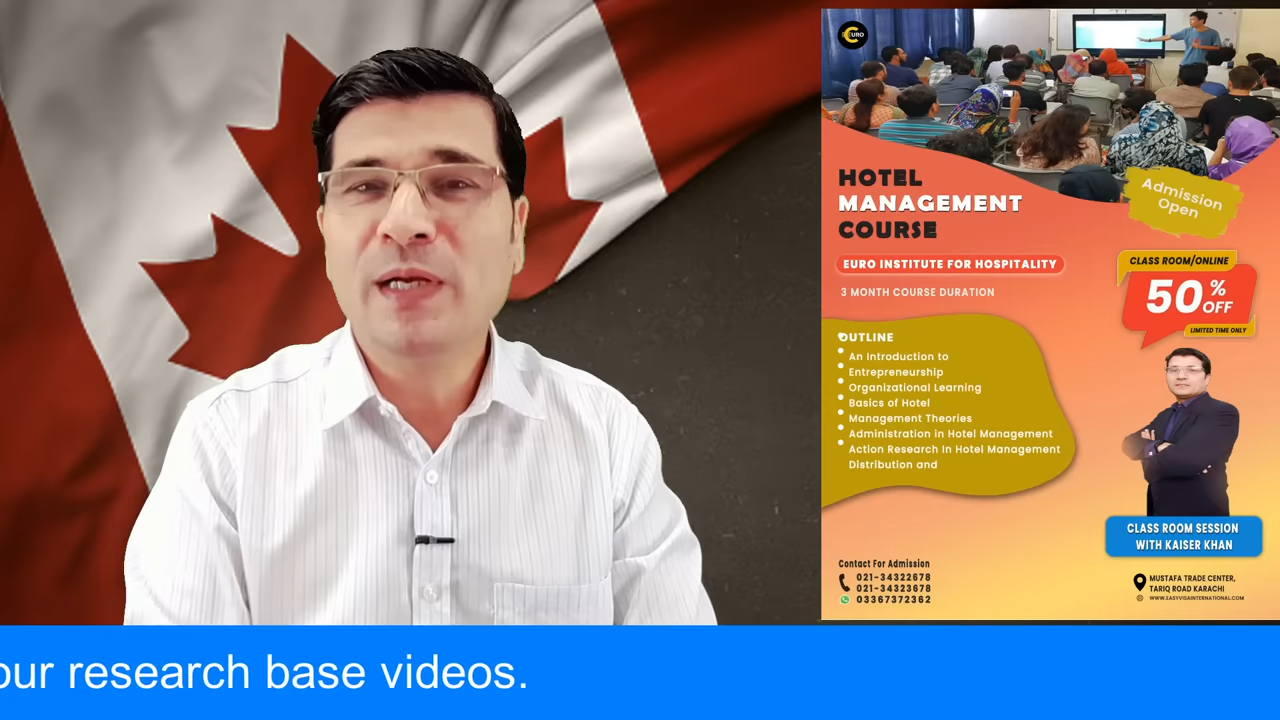 EURO
HOTEL
MANAGEMENT
COURSE
EURO INSTITUTE FOR HOSPITALITY
3 MONTH COURSE DURATION
Admission
Open
CLASS ROOM/ONLINE
50%
OFF
LIMITED TIME ONLY
OUTLINE
An Introduction to
Entrepreneurship
Organizational Learning
Basics of Hotel
Management Theories
Administration in Hotel Management
Action Research In Hotel Management
Distribution and
CLASS ROOM SESSION
WITH KAISER KHAN
Contact For Admission
021-34322678
021-34323678
03367372362
MUSTAFA TRADE CENTER,
TARIQ ROAD KARACHI
WWW.EASYVISAINTERNATIONAL.COM
our research base videos.